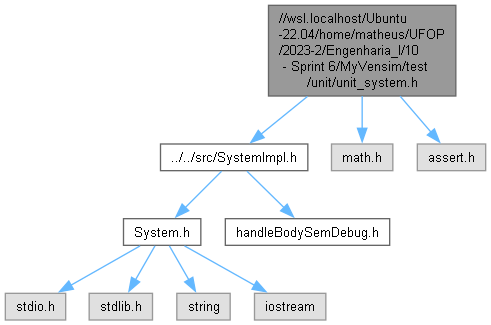 //wsl.localhost/Ubuntu
-22.04/home/matheus/UFOP
/2023-2/Engenharia_I/10
- Sprint 6/MyVensim/test
/unit/unit_system.h
../../src/SystemImpl.h
math.h
assert.h
System.h
handleBodySemDebug.h
stdio.h
stdlib.h
string
iostream